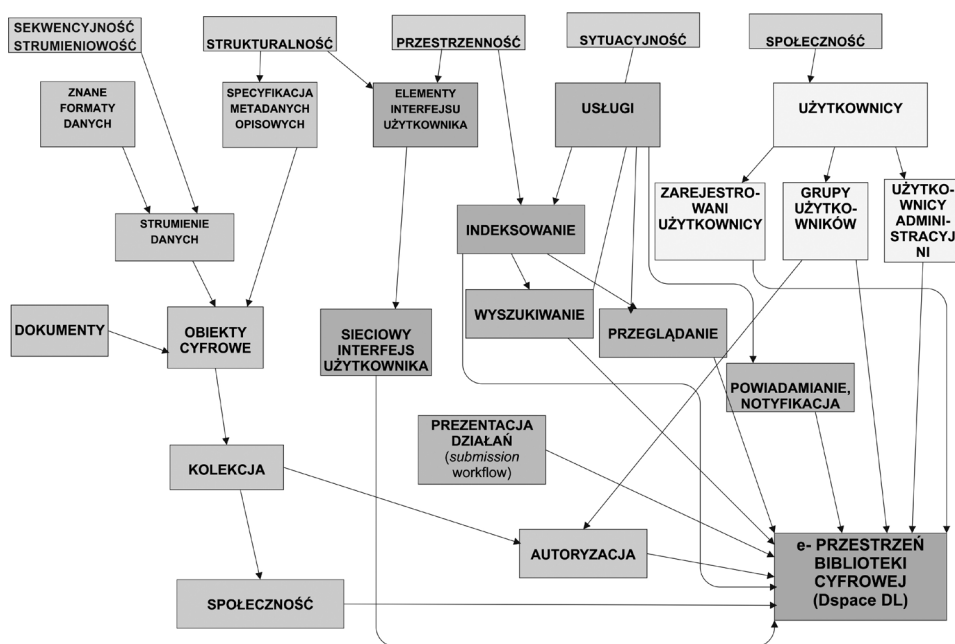 SEKWENCYJNOŚĆ
STRUMIENIOWOŚĆ
STRUKTURALNOŚĆ
PRZESTRZENNOŚĆ
SYTUACYJNOŚĆ
SPOŁECZNOŚĆ
ZNANE
FORMATY
DANYCH
SPECYFIKACJA
METADANYCH
OPISOWYCH
ELEMENTY
INTERFEJSU
UŻYTKOWNIKA
USŁUGI
UŻYTKOWNICY
STRUMIENIE
DANYCH
INDEKSOWANIE
ZAREJESTRO-
WANI
UŻYTKOWNICY
GRUPY
UŻYTKO-
WNIKÓW
UŻYTKO-
WNICY
ADMINI-
STRACYJ-
NI
DOKUMENTY
OBIEKTY
CYFROWE
SIECIOWY
INTERFEJS
UŻYTKOWNIKA
WYSZUKIWANIE
PRZEGLĄDANIE
POWIADAMIANIE,
NOTYFIKACJA
PREZENTACJA
DZIAŁAŃ
(submission
workflow)
KOLEKCJA
AUTORYZACJA
e- PRZESTRZEŃ
BIBLIOTEKI
CYFROWEJ
(Dspace DL)
SPOŁECZNOŚĆ